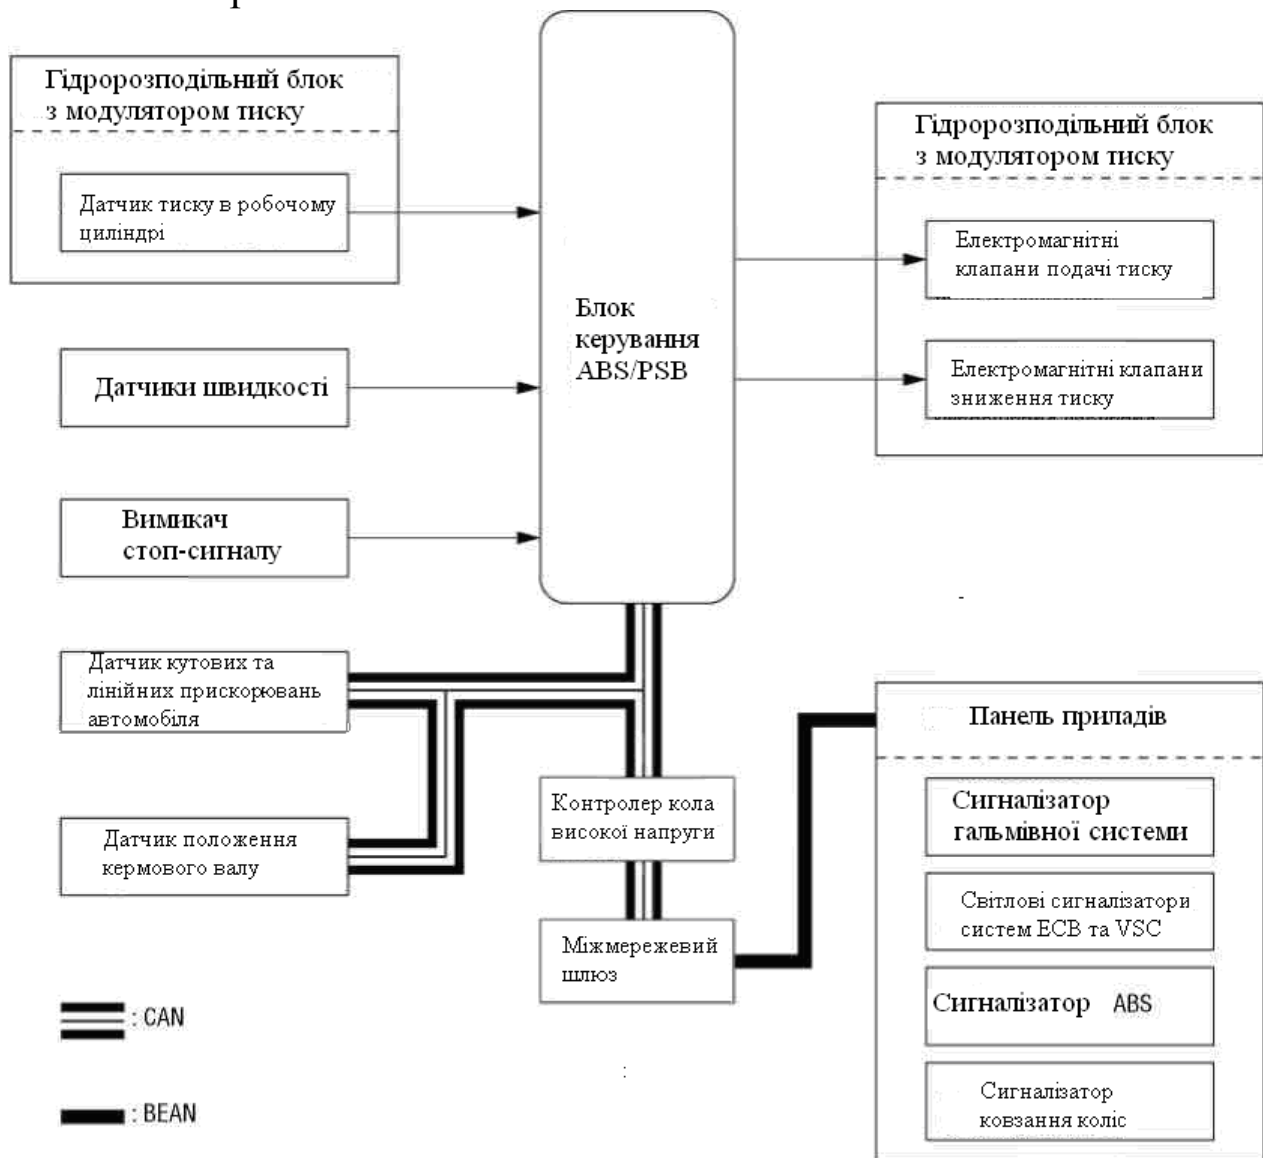 Гідророзподільний блок
з модулятором тиску
Датчик тиску в робочому
циліндрі
Датчики швидкості
Вимикач
стоп-сигналу
Датчик кутових та
лінійних прискорювань
автомобіля
Датчик положення
кермового валу
Блок
керування
ABS/PSB
Контролер кола
високої напруги
Міжмережевий
шлюз
Гідророзподільний блок
з модулятором тиску
Електромагнітні
клапани подачі тиску
Електромагнітні клапани
зниження тиску
Панель приладів
Сигналізатор
гальмівної системи
Світлові сигналізатори
систем ECB та VSC
Сигналізатор ABS
Сигналізатор
ковзання коліс
: CAN
: BEAN